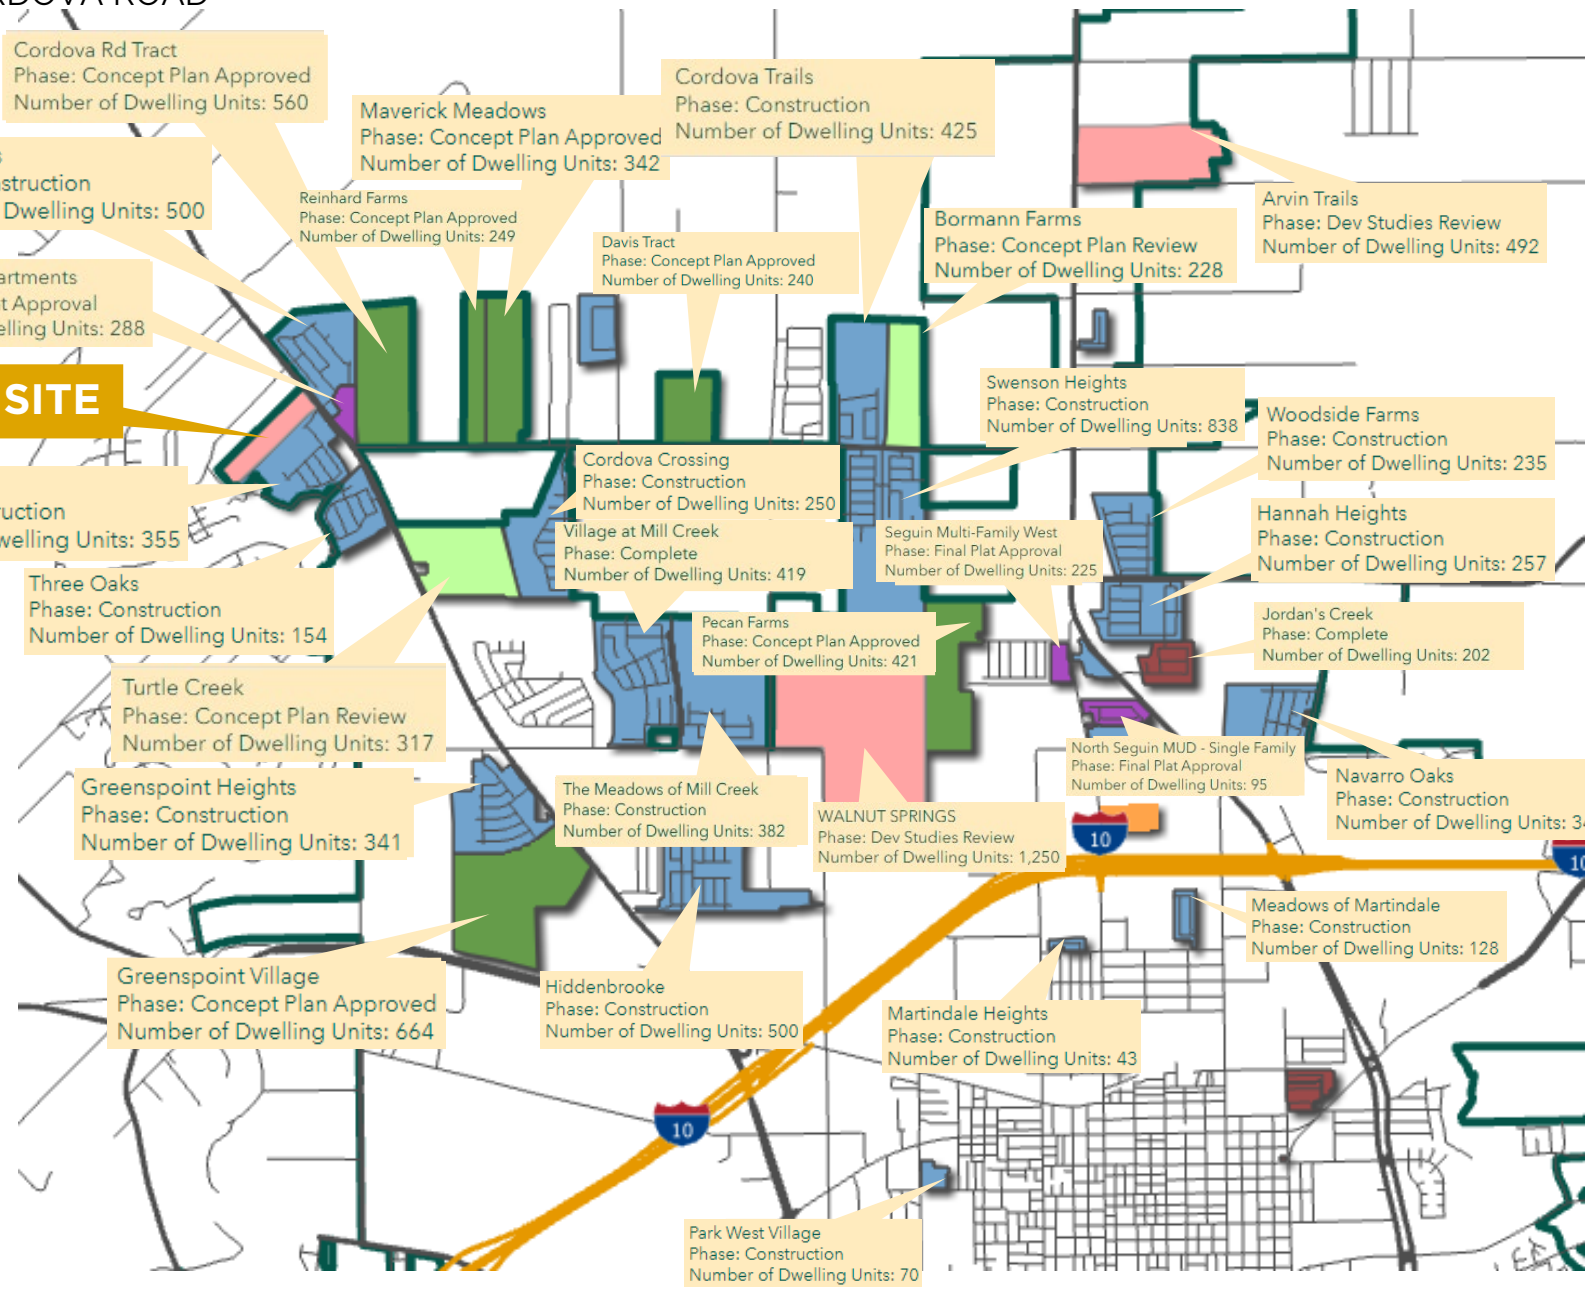 Cordova Rd Tract
Phase: Concept Plan Approved
Number of Dwelling Units: 560
Maverick Meadows
Phase: Concept Plan Approved
Number of Dwelling Units: 342
Cordova Trails
Phase: Construction
Number of Dwelling Units: 425
Dwelling Units: 500
Reinhard Farms
Phase: Concept Plan Approved
Number of Dwelling Units: 249
Davis Tract
Phase: Concept Plan Approved
Number of Dwelling Units: 240
Bormann Farms
Phase: Concept Plan Review
Number of Dwelling Units: 228
Arvin Trails
Phase: Dev Studies Review
Number of Dwelling Units: 492
Approval
Units: 288
SITE
Swenson Heights
Phase: Construction
Number of Dwelling Units: 838
Woodside Farms
Phase: Construction
Number of Dwelling Units: 235
Cordova Crossing
Phase: Construction
Number of Dwelling Units: 250
Units: 355
Village at Mill Creek
Phase: Complete
Number of Dwelling Units: 419
Seguin Multi-Family West
Phase: Final Plat Approval
Number of Dwelling Units: 225
Hannah Heights
Phase: Construction
Number of Dwelling Units: 257
Three Oaks
Phase: Construction
Number of Dwelling Units: 154
Pecan Farms
Phase: Concept Plan Approved
Number of Dwelling Units: 421
Jordan's Creek
Phase: Complete
Number of Dwelling Units: 202
Turtle Creek
Phase: Concept Plan Review
Number of Dwelling Units: 317
North Seguin MUD - Single Family
Phase: Final Plat Approval
Number of Dwelling Units: 95
Navarro Oaks
Phase: Construction
Number of Dwelling Units:
Greenspoint Heights
Phase: Construction
Number of Dwelling Units: 341
The Meadows of Mill Creek
Phase: Construction
Number of Dwelling Units: 382
WALNUT SPRINGS
Phase: Dev Studies Review
Number of Dwelling Units: 1,250
10
10
Meadows of Martindale
Phase: Construction
Number of Dwelling Units: 128
Greenspoint Village
Phase: Concept Plan Approved
Number of Dwelling Units: 664
Hiddenbrooke
Phase: Construction
Number of Dwelling Units: 500
Martindale Heights
Phase: Construction
Number of Dwelling Units: 43
10
Park West Village
Phase: Construction
Number of Dwelling Units: 70